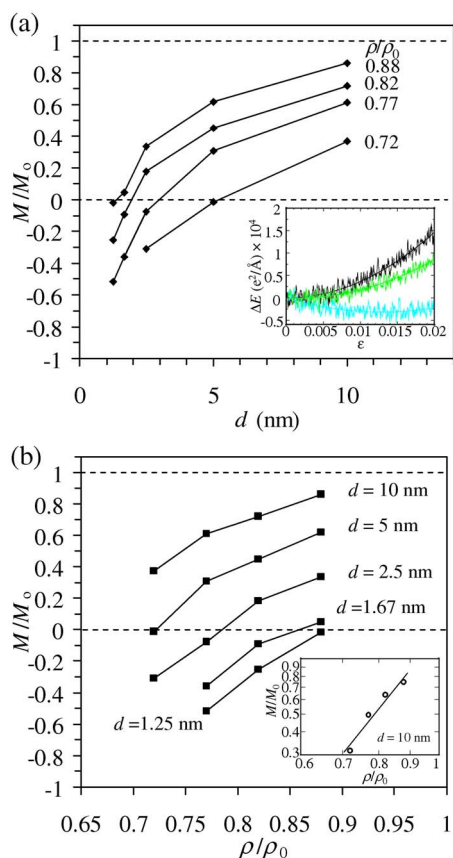 (a)
1
0.8
0.6
0.4
0.2
0
-0.2
-0.4
-0.6
-0.8
-1
M/Mo
ρ/ρ0
0.88
0.82
0.77
0.72
2
1.5
1
0.5
0
-0.5
ΔE (e²/Å) × 10⁴
0 0.005 0.01 0.015 0.02
ε
0 2 5 7 10
d (nm)
(b)
1
0.8
0.6
0.4
0.2
0
-0.2
-0.4
-0.6
-0.8
-1
M/Mo
d = 10 nm
d = 5 nm
d = 2.5 nm
d =1.67nm
d =1.25 nm
0.9
0.8
0.7
0.6
0.5
0.4
0.3
M/M0
d = 10 nm
0.6 0.7 0.8 0.9 1
ρ/ρ0
0.65 0.7 0.75 0.8 0.85 0.9 0.95 1
ρ/ρ0